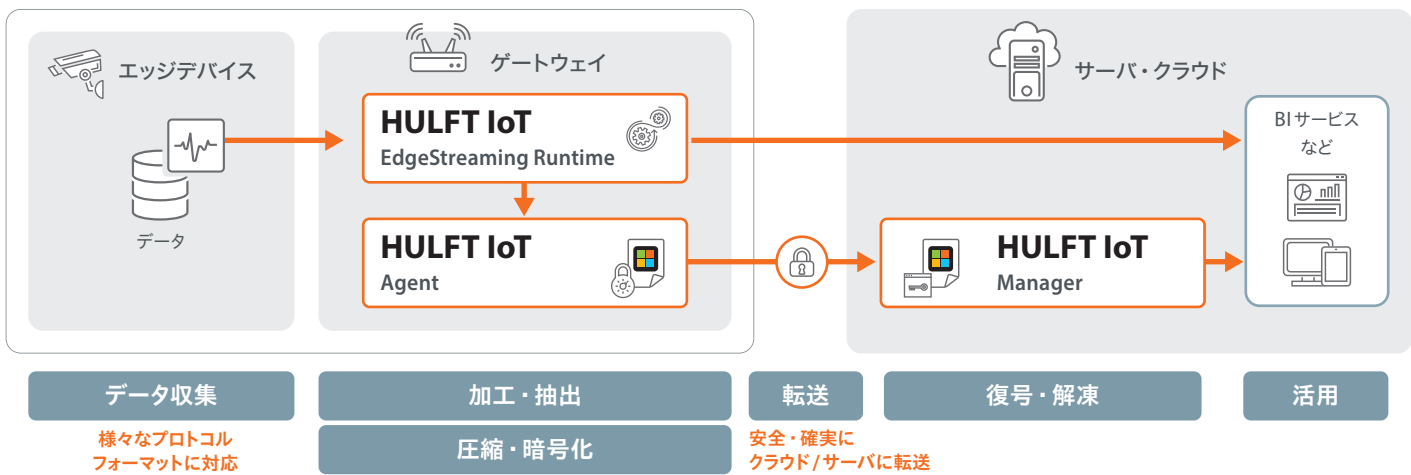 エッジデバイス
データ
ゲートウェイ
HULFT IoT
EdgeStreaming Runtime
HULFT IoT
Agent
サーバ・クラウド
HULFT IoT
Manager
BIサービス
など
データ収集
様々なプロトコル
フォーマットに対応
加工・抽出
圧縮・暗号化
転送
安全・確実に
クラウド/サーバに転送
復号・解凍
活用